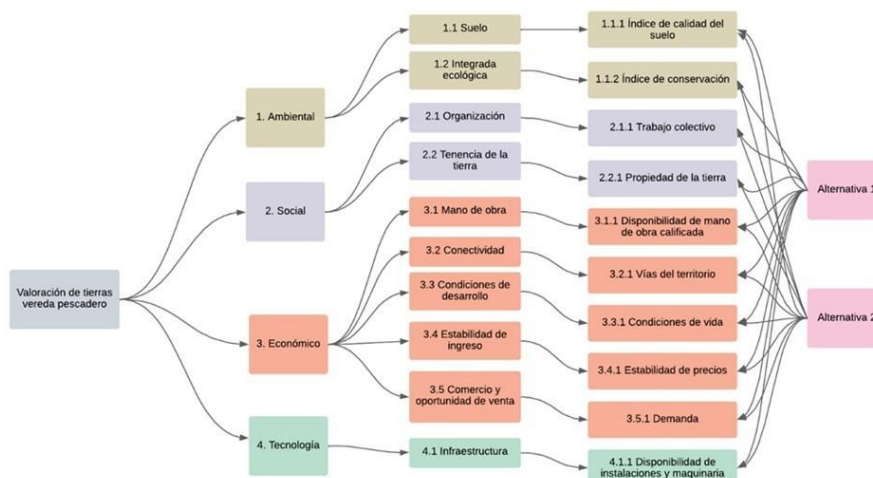 Valoración de tierras
vereda pescadero
1. Ambiental
2. Social
3. Económico
4. Tecnología
1.1 Suelo
1.2 Integrada
ecológica
2.1 Organización
2.2 Tenencia de la
tierra
3.1 Mano de obra
3.2 Conectividad
3.3 Condiciones de
desarrollo
3.4 Estabilidad de
ingreso
3.5 Comercio y
oportunidad de venta
4.1 Infraestructura
1.1.1 Índice de calidad del
suelo
1.1.2 Índice de conservación
2.1.1 Trabajo colectivo
2.2.1 Propiedad de la tierra
3.1.1 Disponibilidad de mano
de obra calificada
3.2.1 Vías del territorio
3.3.1 Condiciones de vida
3.4.1 Estabilidad de precios
3.5.1 Demanda
4.1.1 Disponibilidad de
instalaciones y maquinaria
Alternativa 1
Alternativa 2